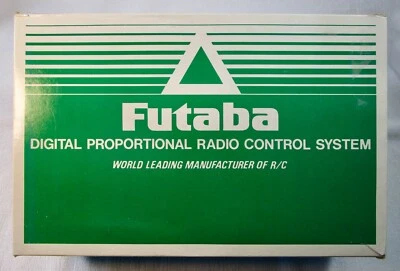 Futaba
DIGITAL PROPORTIONAL RADIO CONTROL SYSTEM
WORLD LEADING MANUFACTURER OF R/C